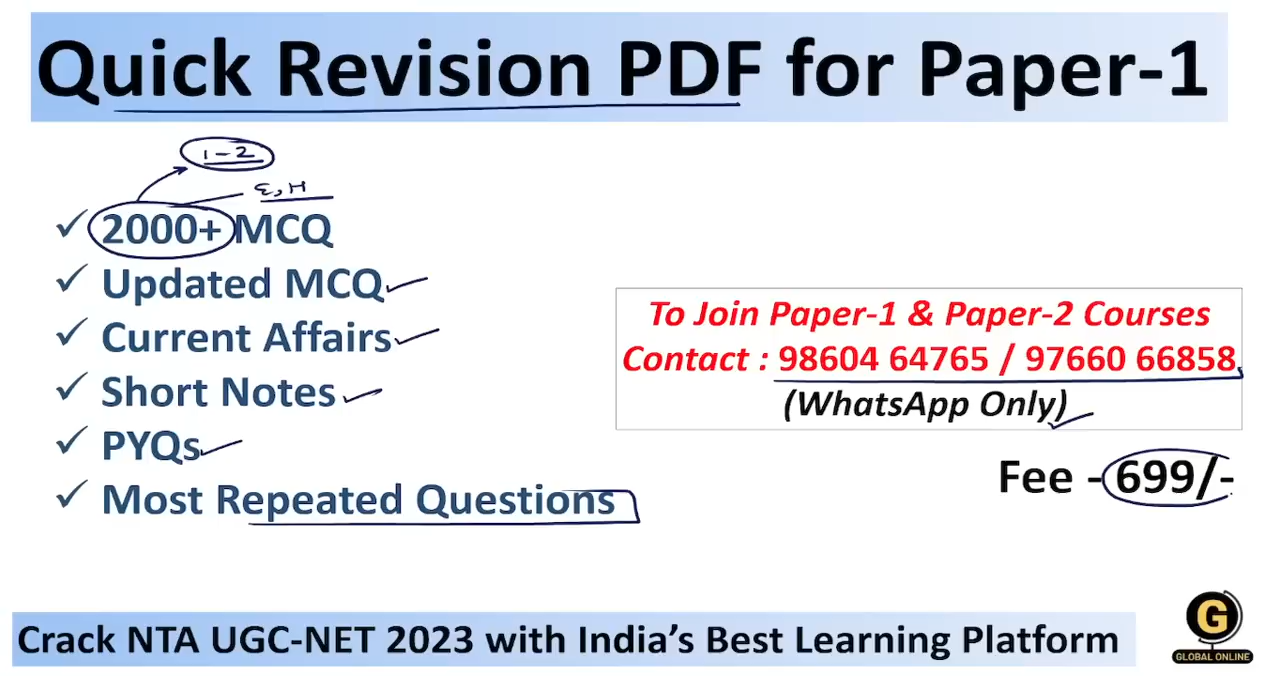 Quick Revision PDF for Paper-1
1-2
E, H
✓ 2000+ MCQ
✓ Updated MCQ
✓ Current Affairs
✓ Short Notes
✓ PYQs
✓ Most Repeated Questions
To Join Paper-1 & Paper-2 Courses
Contact : 98604 64765 / 97660 66858
(WhatsApp Only)
Fee - 699/-
Crack NTA UGC-NET 2023 with India’s Best Learning Platform
G
GLOBAL ONLINE